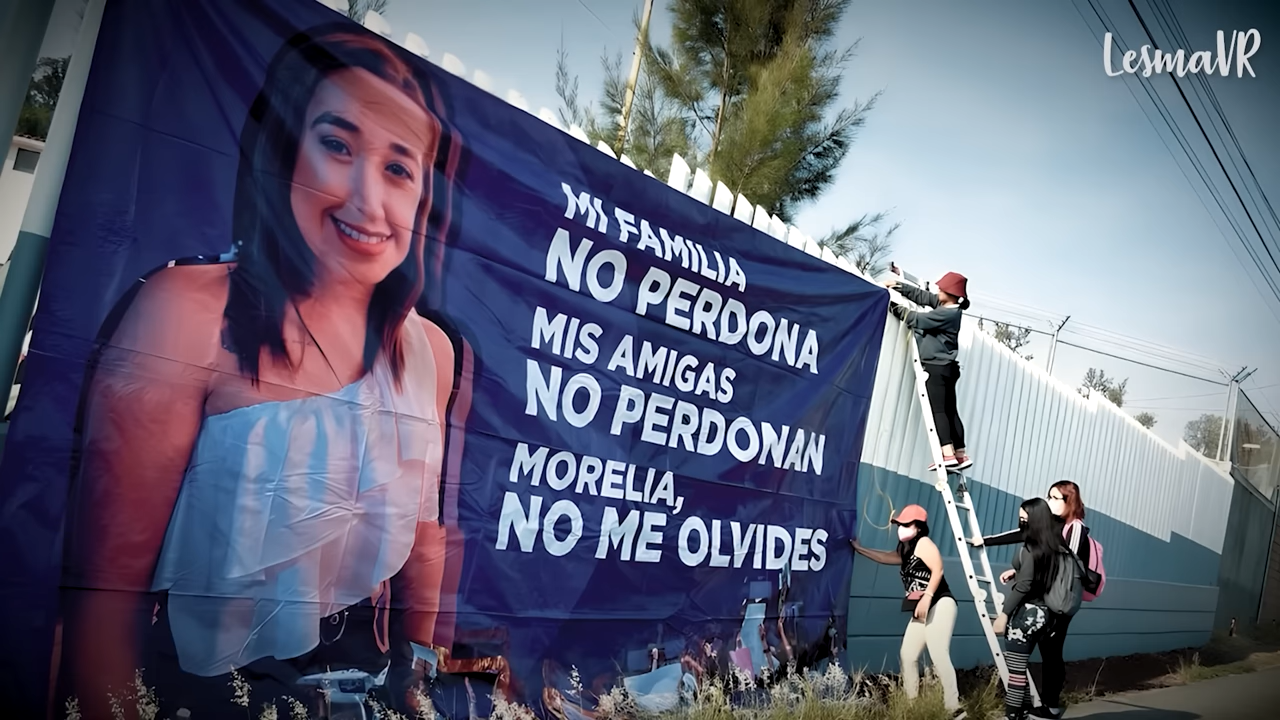 LesmaVR
MI FAMILIA
NO PERDONA
MIS AMIGAS
NO PERDONAN
MORELIA,
NO ME OLVIDES